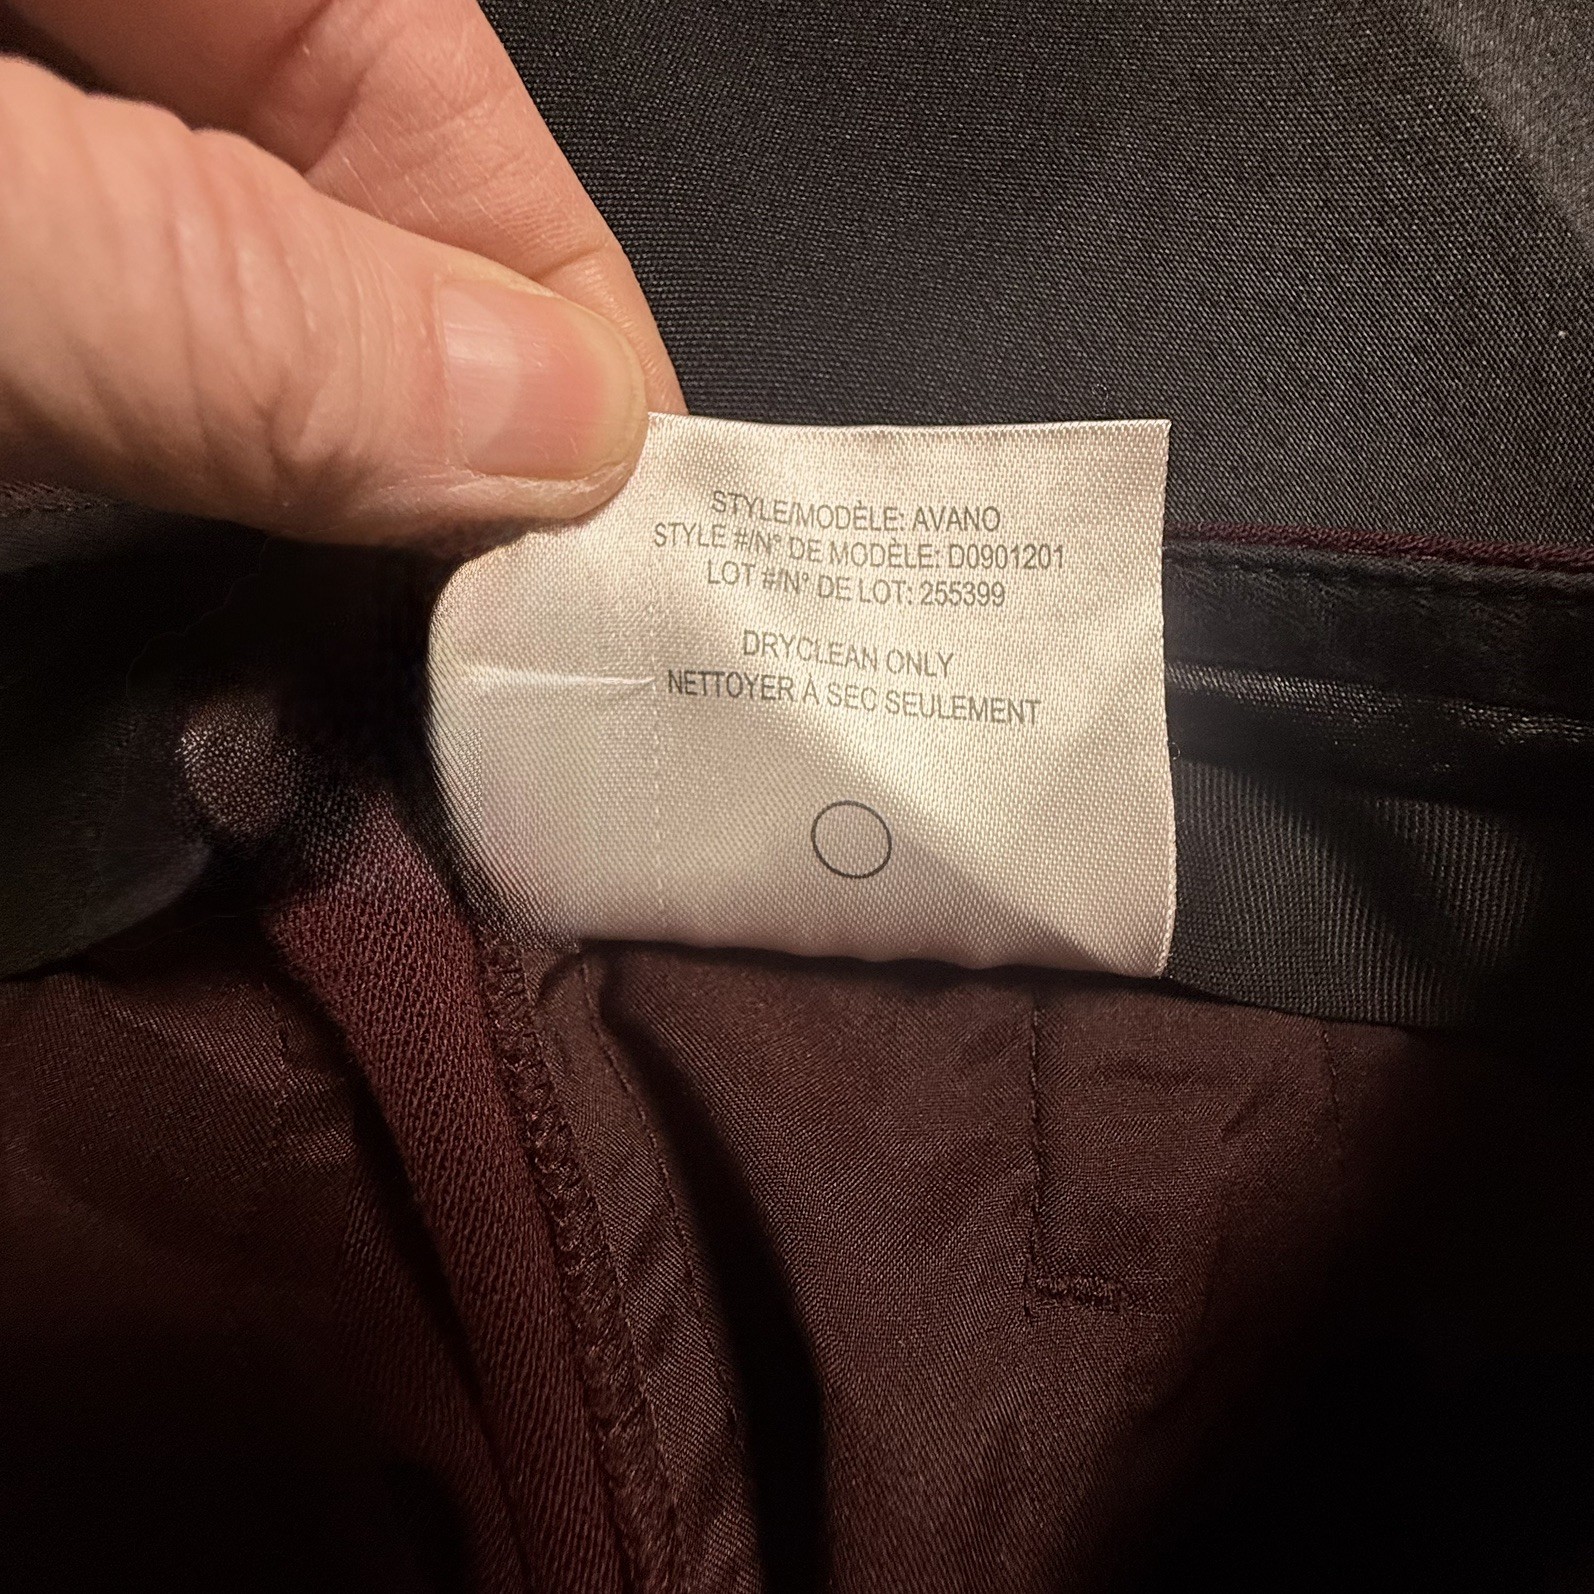 STYLE/MODÈLE: AVANO
STYLE #/N° DE MODÈLE: D0901201
LOT #/N° DE LOT: 255399
DRYCLEAN ONLY
NETTOYER À SEC SEULEMENT